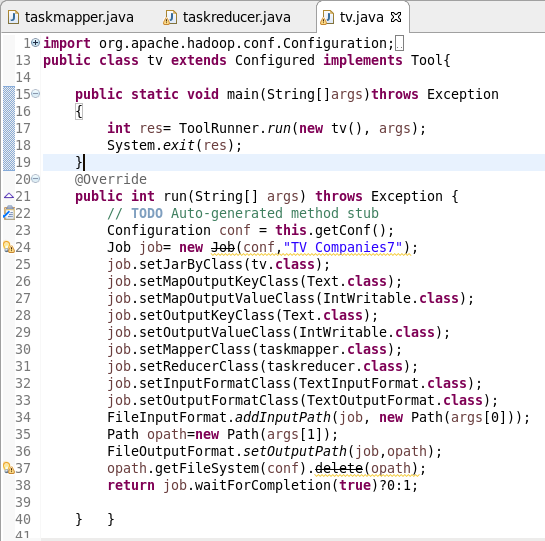 taskmapper.java taskreducer.java tv.java
1 import org.apache.hadoop.conf.Configuration;
13 public class tv extends Configured implements Tool{
14
15 public static void main(String[]args)throws Exception
16 {
17 int res= ToolRunner.run(new tv(), args);
18 System.exit(res);
19 }
20 @Override
21 public int run(String[] args) throws Exception {
22 // TODO Auto-generated method stub
23 Configuration conf = this.getConf();
24 Job job= new Job(conf,"TV Companies7");
25 job.setJarByClass(tv.class);
26 job.setMapOutputKeyClass(Text.class);
27 job.setMapOutputValueClass(IntWritable.class);
28 job.setOutputKeyClass(Text.class);
29 job.setOutputValueClass(IntWritable.class);
30 job.setMapperClass(taskmapper.class);
31 job.setReducerClass(taskreducer.class);
32 job.setInputFormatClass(TextInputFormat.class);
33 job.setOutputFormatClass(TextOutputFormat.class);
34 FileInputFormat.addInputPath(job, new Path(args[0]));
35 Path opath=new Path(args[1]);
36 FileOutputFormat.setOutputPath(job,opath);
37 opath.getFileSystem(conf).delete(opath);
38 return job.waitForCompletion(true)?0:1;
39
40 } }
41